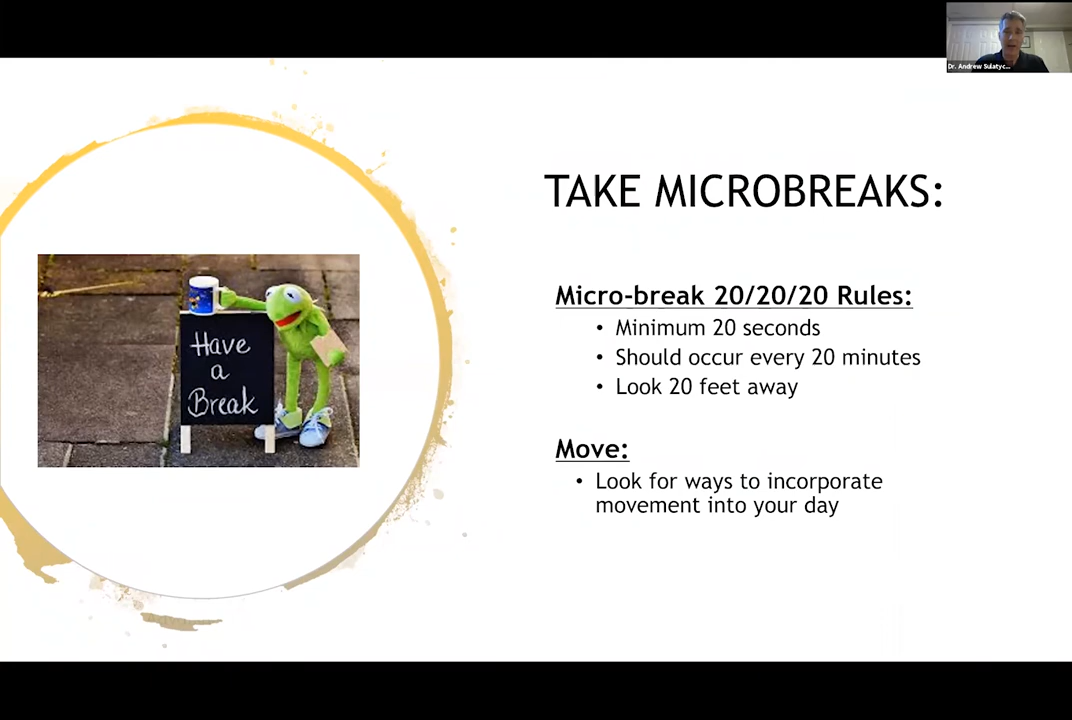 Dr. Andrew Sulatyc...
TAKE MICROBREAKS:
Have
a
Break
Micro-break 20/20/20 Rules:
• Minimum 20 seconds
• Should occur every 20 minutes
• Look 20 feet away
Move:
• Look for ways to incorporate
movement into your day